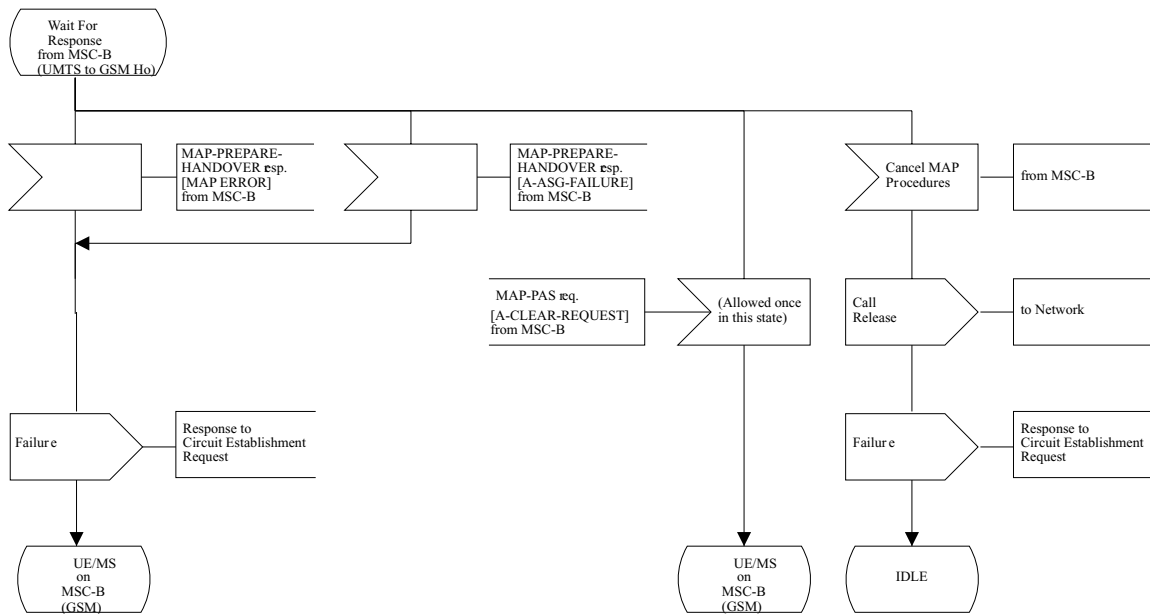 Wait For
Response
from MSC-B
(UMTS to GSM Ho)
MAP-PREPARE-
HANDOVER resp.
[MAP ERROR]
from MSC-B
MAP-PREPARE-
HANDOVER resp.
[A-ASG-FAILURE]
from MSC-B
Cancel MAP
Procedures
from MSC-B
MAP-PAS req.
[A-CLEAR-REQUEST]
from MSC-B
(Allowed once
in this state)
Call
Release
to Network
Failure
Response to
Circuit Establishment
Request
Failure
Response to
Circuit Establishment
Request
UE/MS
on
MSC-B
(GSM)
UE/MS
on
MSC-B
(GSM)
IDLE